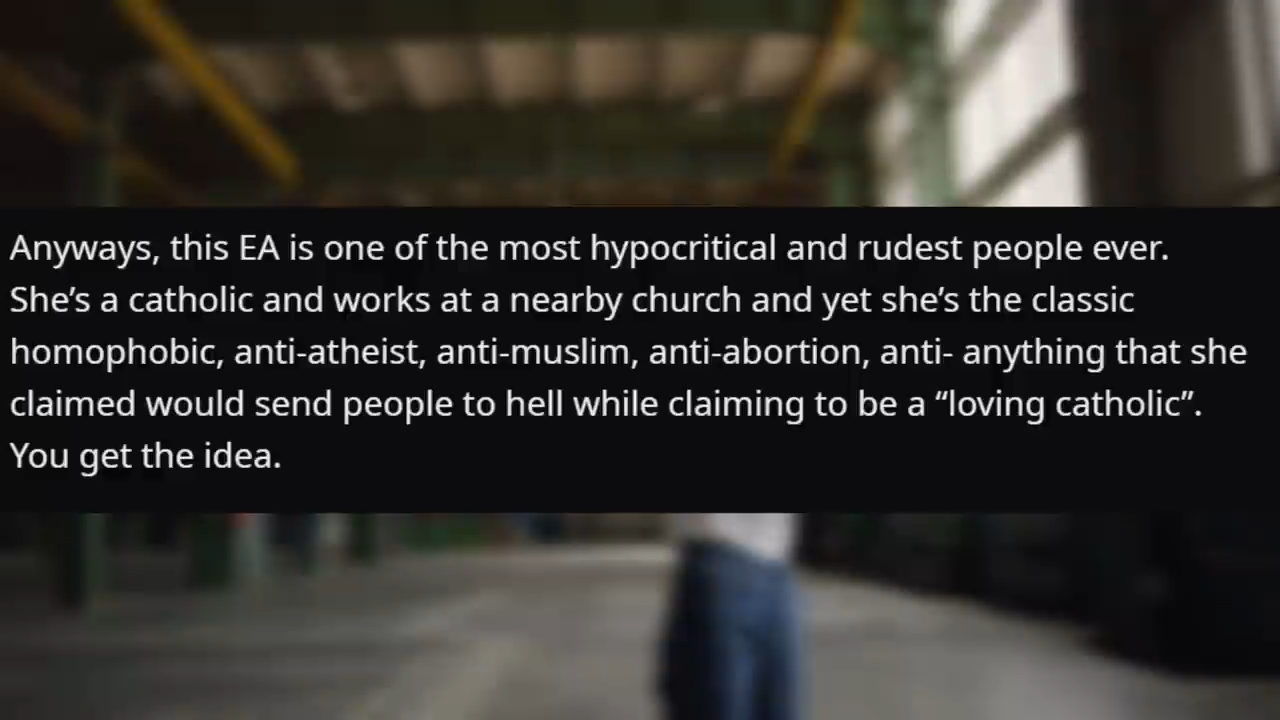 Anyways, this EA is one of the most hypocritical and rudest people ever.
She’s a catholic and works at a nearby church and yet she’s the classic
homophobic, anti-atheist, anti-muslim, anti-abortion, anti- anything that she
claimed would send people to hell while claiming to be a “loving catholic”.
You get the idea.